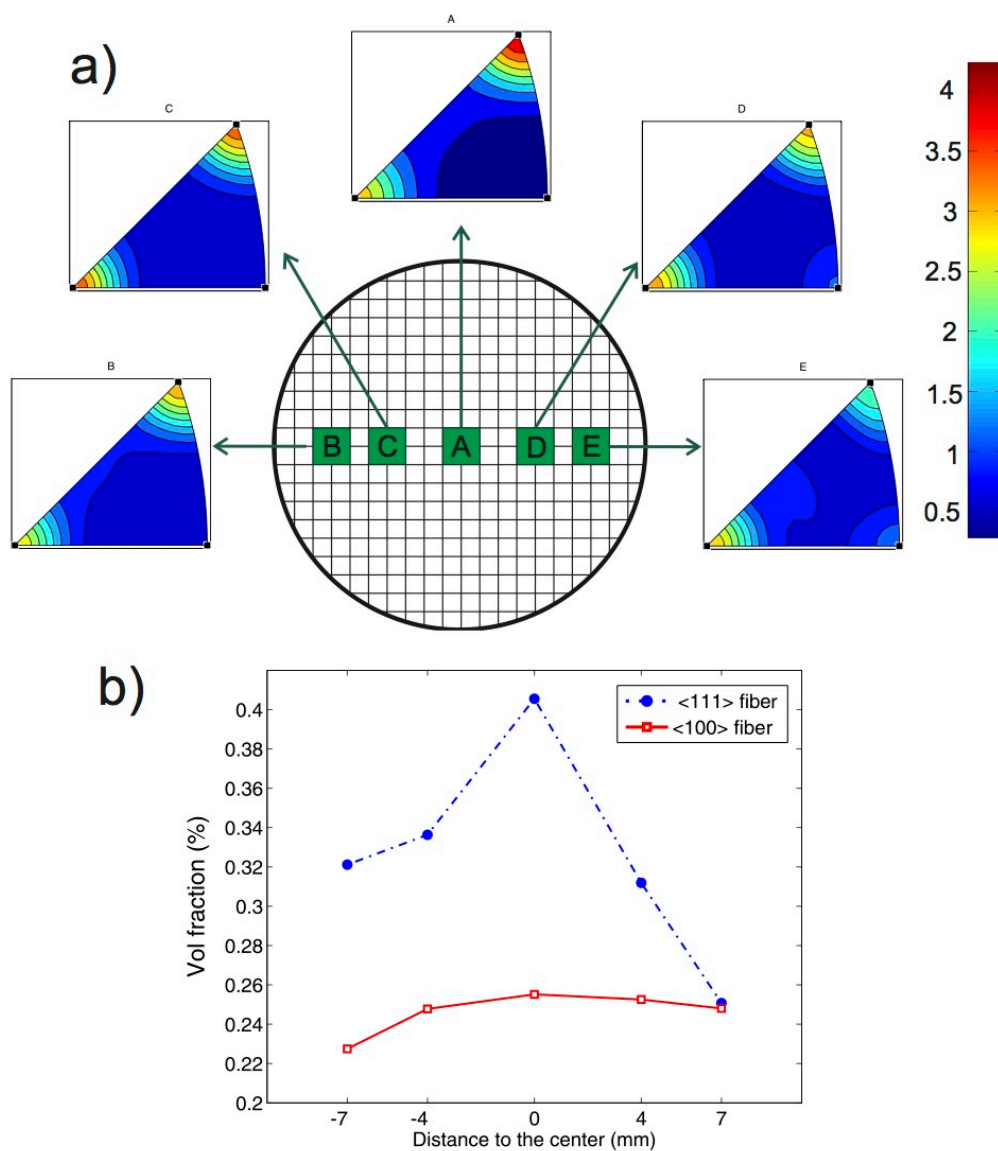 a)
A
C
D
B
E
B C A D E
4
3.5
3
2.5
2
1.5
1
0.5
b)
<111> fiber
<100> fiber
Vol fraction (%)
0.4
0.38
0.36
0.34
0.32
0.3
0.28
0.26
0.24
0.22
0.2
-7 -4 0 4 7
Distance to the center (mm)